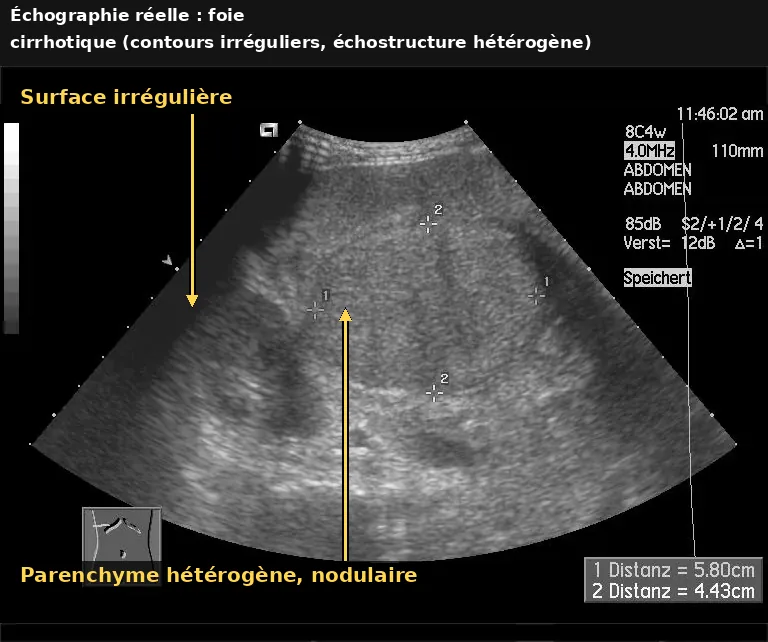 Échographie réelle : foie
cirrhotique (contours irréguliers, échostructure hétérogène)
Surface irrégulière
11:46:02 am
8C4w
4.0MHz 110mm
ABDOMEN
ABDOMEN
85dB S2/+1/2/ 4
Verst= 12dB Δ=1
Speichert
2
1
1
2
Parenchyme hétérogène, nodulaire
1 Distanz = 5.80cm
2 Distanz = 4.43cm